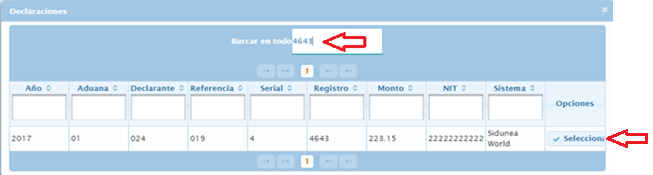 Declaraciones
Burcar en todo 4643
1
Año Aduana Declarante Referencia Serial Registro Monto NIT Sistema Opciones
2017 01 024 019 4 4643 223.15 22222222222 Sidunea World Selecciona
1